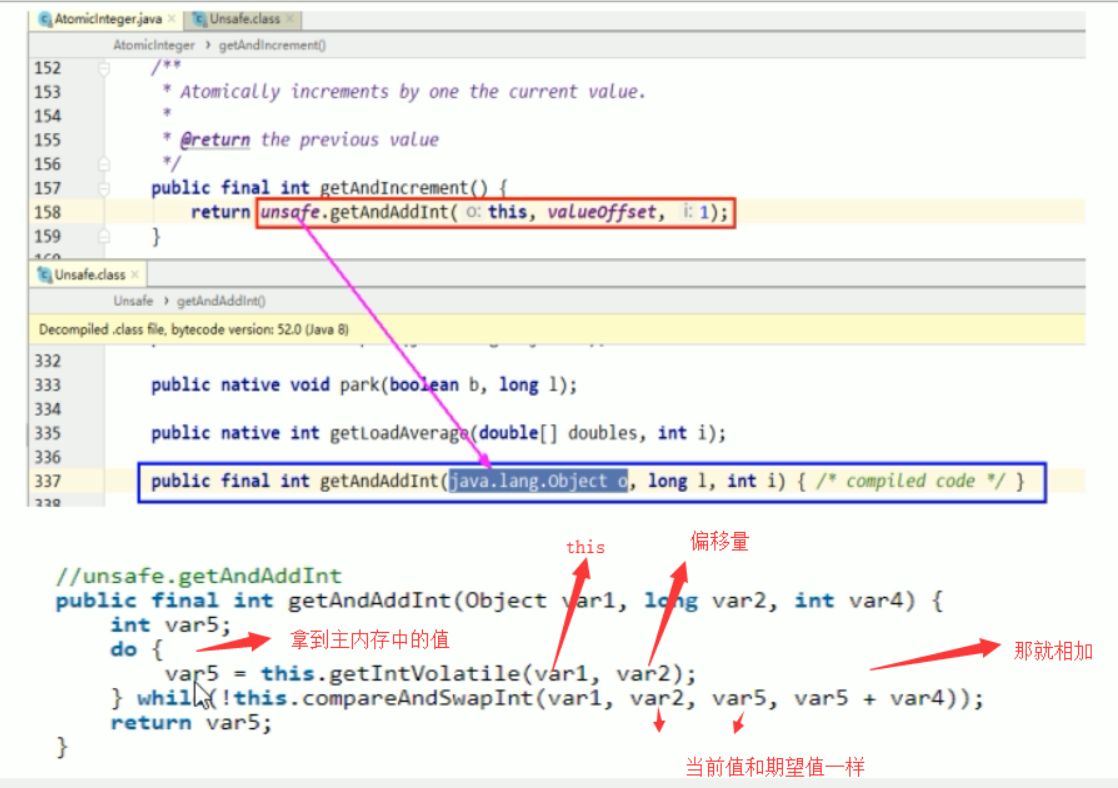 AtomicInteger.java × Unsafe.class ×
AtomicInteger › getAndIncrement()
152 /**
153 * Atomically increments by one the current value.
154 *
155 * @return the previous value
156 */
157 public final int getAndIncrement() {
158 return unsafe.getAndAddInt( o: this, valueOffset, i: 1);
159 }
160
Unsafe.class ×
Unsafe › getAndAddInt()
Decompiled .class file, bytecode version: 52.0 (Java 8)
332
333 public native void park(boolean b, long l);
334
335 public native int getLoadAverage(double[] doubles, int i);
336
337 public final int getAndAddInt(java.lang.Object o, long l, int i) { /* compiled code */ }
338
this
偏移量
//unsafe.getAndAddInt
public final int getAndAddInt(Object var1, long var2, int var4) {
int var5;
拿到主内存中的值
do {
那就相加
var5 = this.getIntVolatile(var1, var2);
} while(!this.compareAndSwapInt(var1, var2, var5, var5 + var4));
return var5;
}
当前值和期望值一样